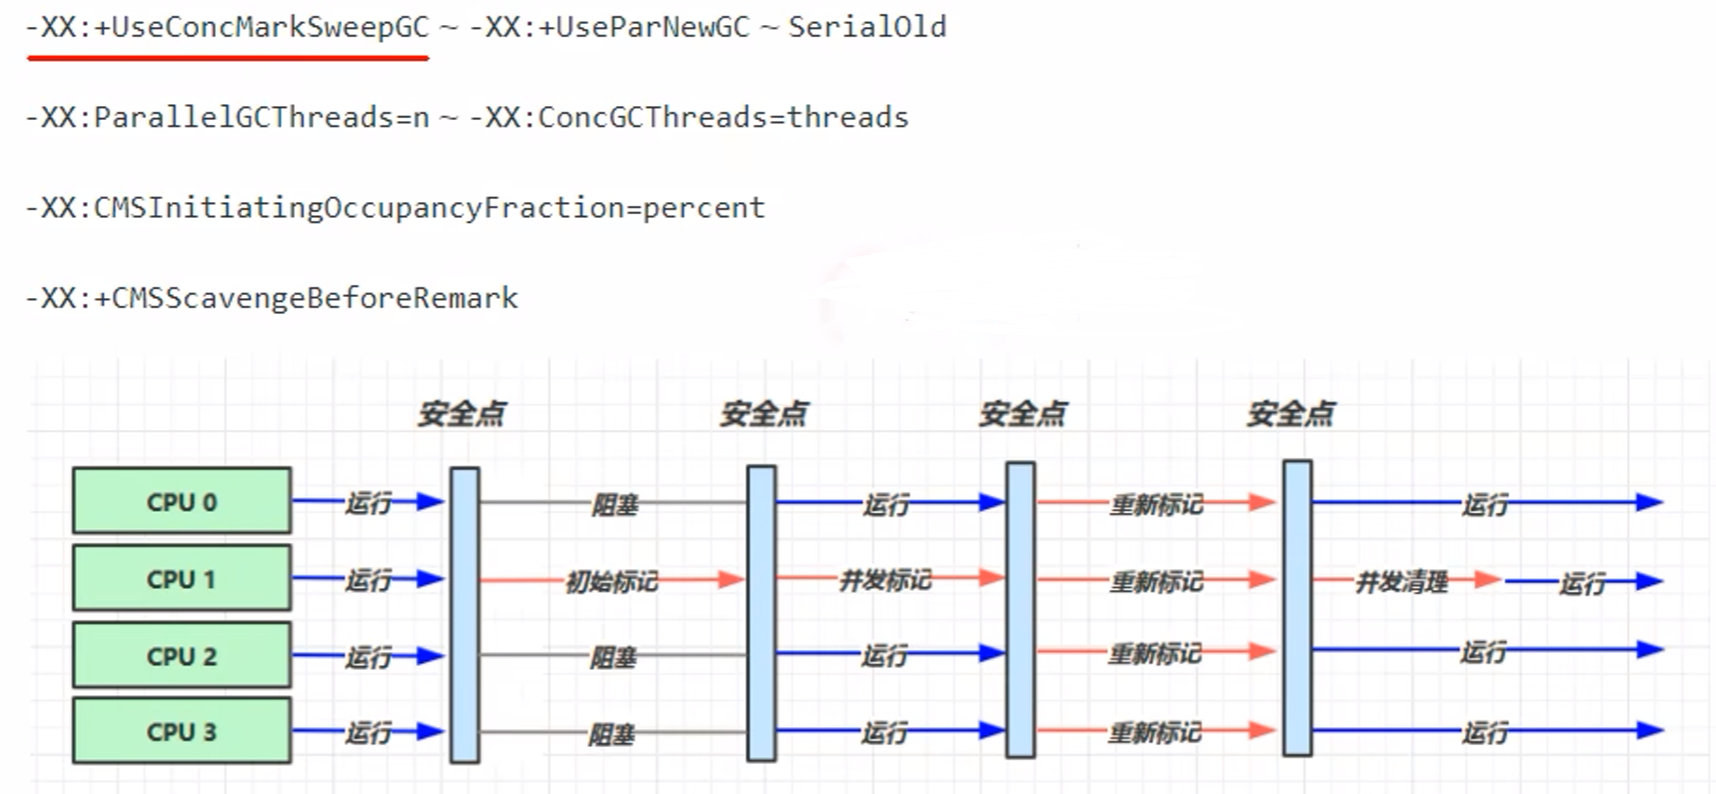 -XX:+UseConcMarkSweepGC ~ -XX:+UseParNewGC ~ SerialOld
-XX:ParallelGCThreads=n ~ -XX:ConcGCThreads=threads
-XX:CMSInitiatingOccupancyFraction=percent
-XX:+CMSScavengeBeforeRemark
安全点 安全点 安全点 安全点
CPU 0 运行 阻塞 运行 重新标记 运行
CPU 1 运行 初始标记 并发标记 重新标记 并发清理 运行
CPU 2 运行 阻塞 运行 重新标记 运行
CPU 3 运行 阻塞 运行 重新标记 运行